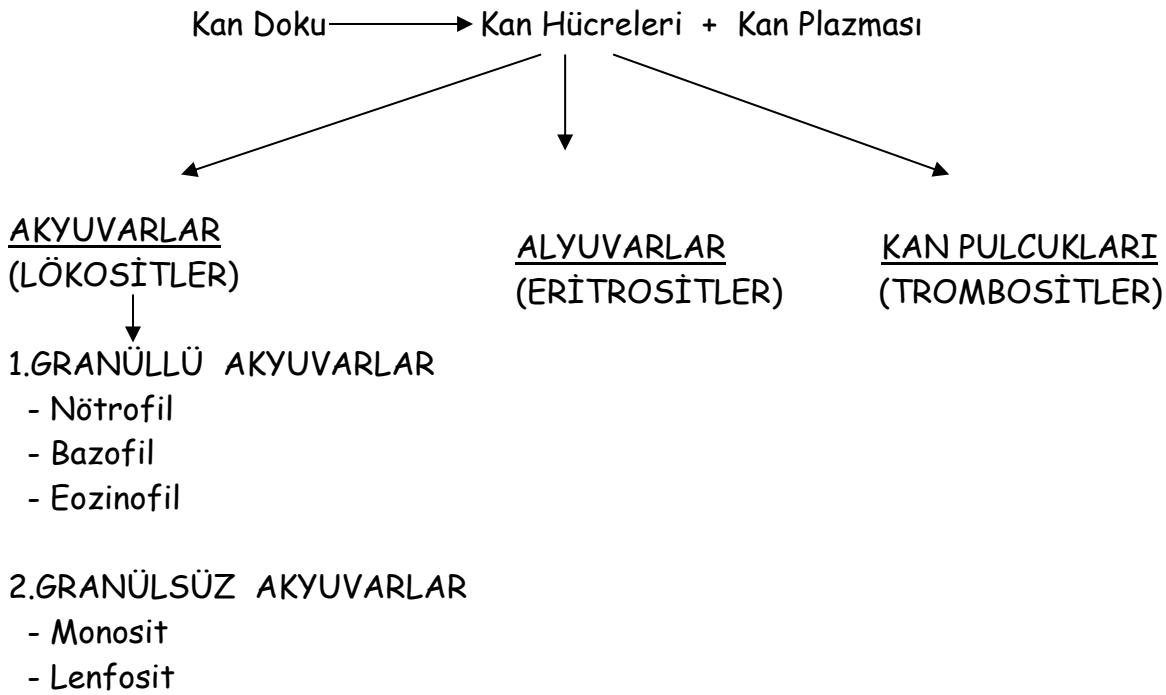 Kan Doku Kan Hücreleri + Kan Plazması
AKYUVARLAR
(LÖKOSİTLER)
1.GRANÜLLÜ AKYUVARLAR
- Nötrofil
- Bazofil
- Eozinofil
2.GRANÜLSÜZ AKYUVARLAR
- Monosit
- Lenfosit
ALYUVARLAR
(ERİTROSİTLER)
KAN PULCUKLARI
(TROMBOSİTLER)